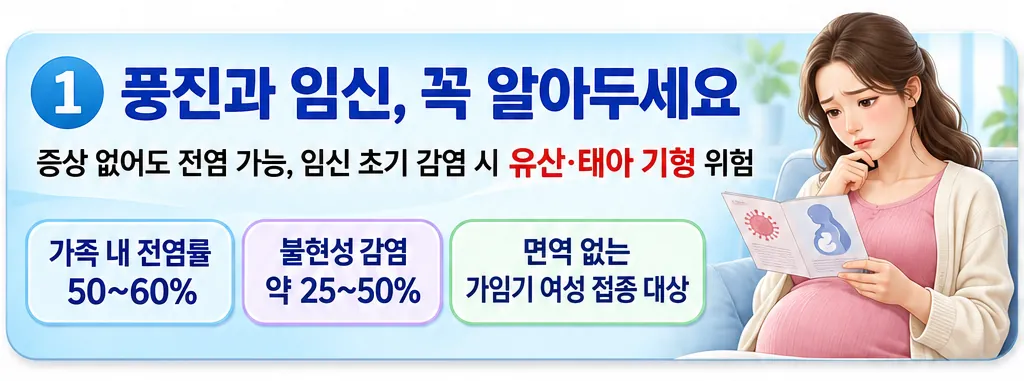 1 풍진과 임신, 꼭 알아두세요
증상 없어도 전염 가능, 임신 초기 감염 시 유산·태아 기형 위험
가족 내 전염률
50~60%
불현성 감염
약 25~50%
면역 없는
가임기 여성 접종 대상